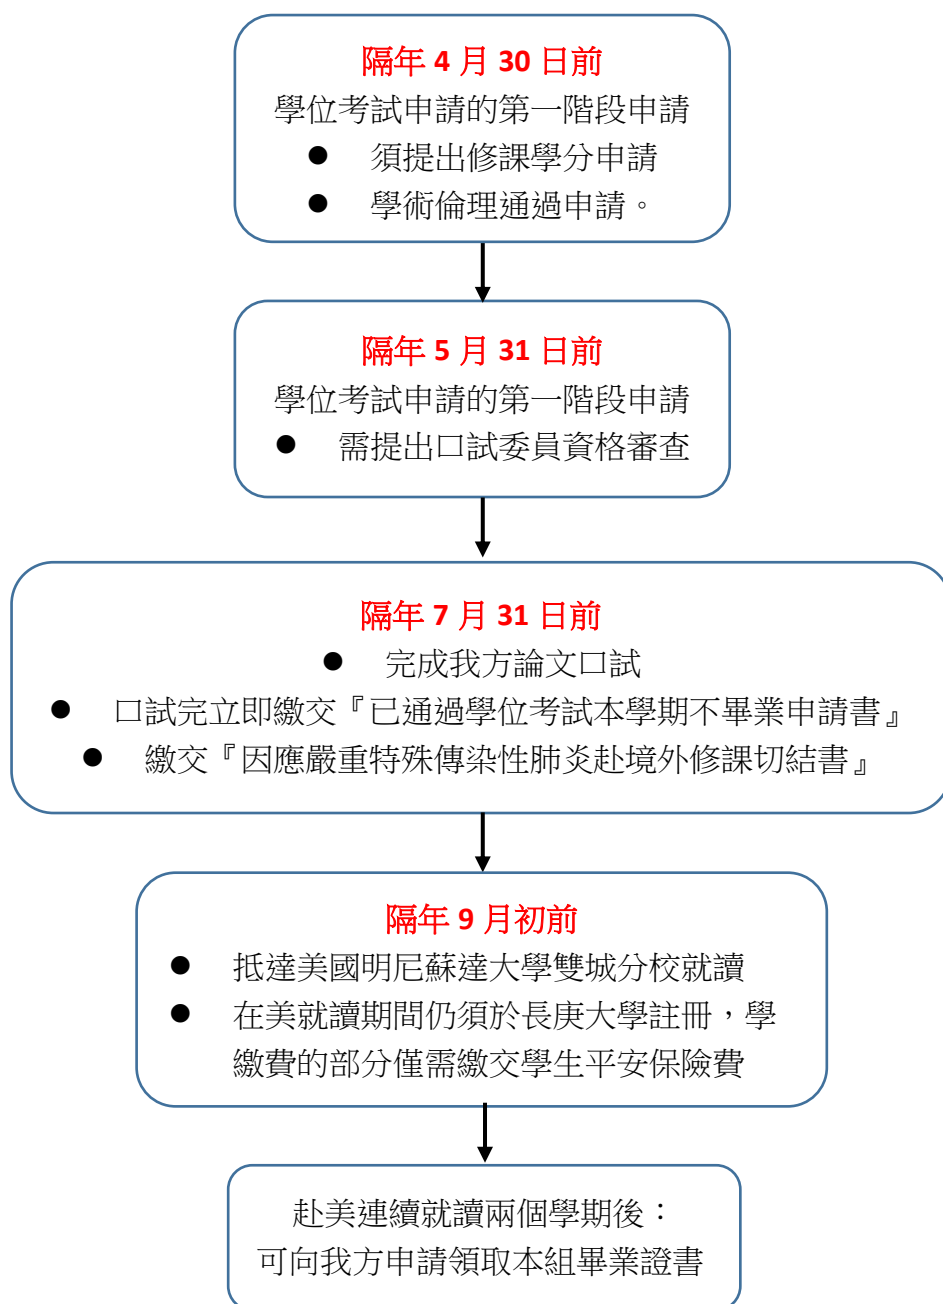 隔年 4 月 30 日前
學位考試申請的第一階段申請
● 須提出修課學分申請
● 學術倫理通過申請。
隔年 5 月 31 日前
學位考試申請的第一階段申請
● 需提出口試委員資格審查
隔年 7 月 31 日前
● 完成我方論文口試
● 口試完立即繳交『已通過學位考試本學期不畢業申請書』
● 繳交『因應嚴重特殊傳染性肺炎赴境外修課切結書』
隔年 9 月初前
● 抵達美國明尼蘇達大學雙城分校就讀
● 在美就讀期間仍須於長庚大學註冊，學
繳費的部分僅需繳交學生平安保險費
赴美連續就讀兩個學期後：
可向我方申請領取本組畢業證書